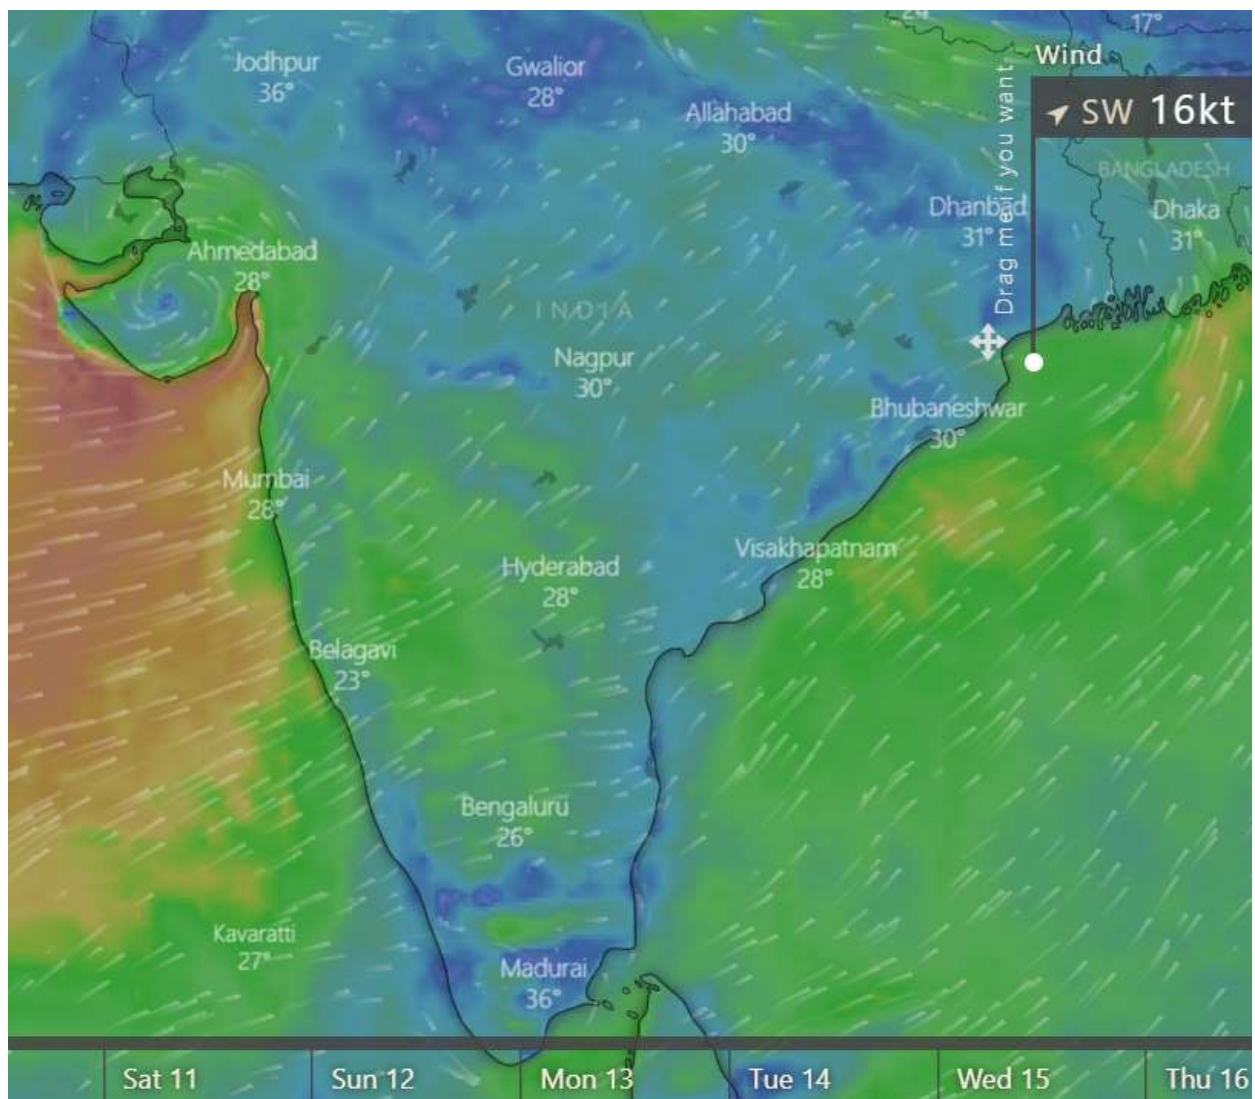 24°
17°
Wind
SW 16kt
Drag me if you want
Jodhpur
36°
Gwalior
28°
Allahabad
30°
BANGLADESH
Dhanbad
31°
Dhaka
31°
Ahmedabad
28°
INDIA
Nagpur
30°
Bhubaneshwar
30°
Mumbai
28°
Visakhapatnam
28°
Hyderabad
28°
Belagavi
23°
Bengaluru
26°
Kavaratti
27°
Madurai
36°
Sat 11
Sun 12
Mon 13
Tue 14
Wed 15
Thu 16